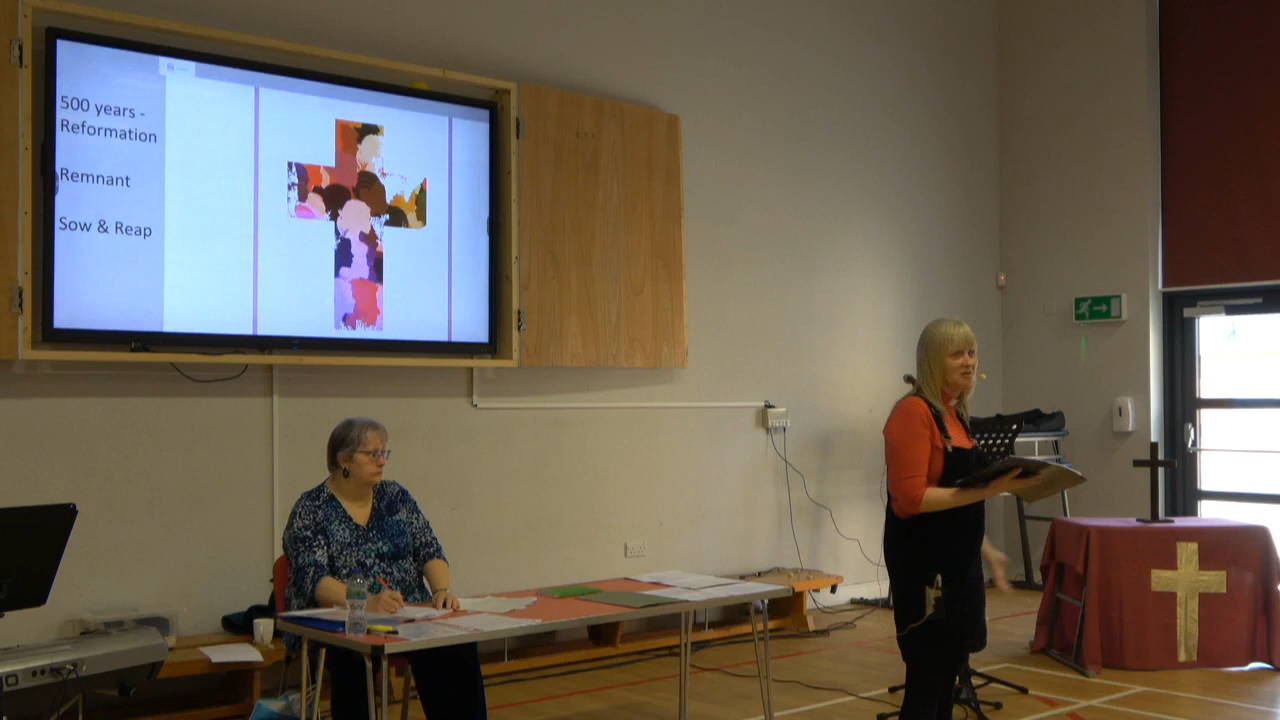 500 years -
Reformation
Remnant
Sow & Reap